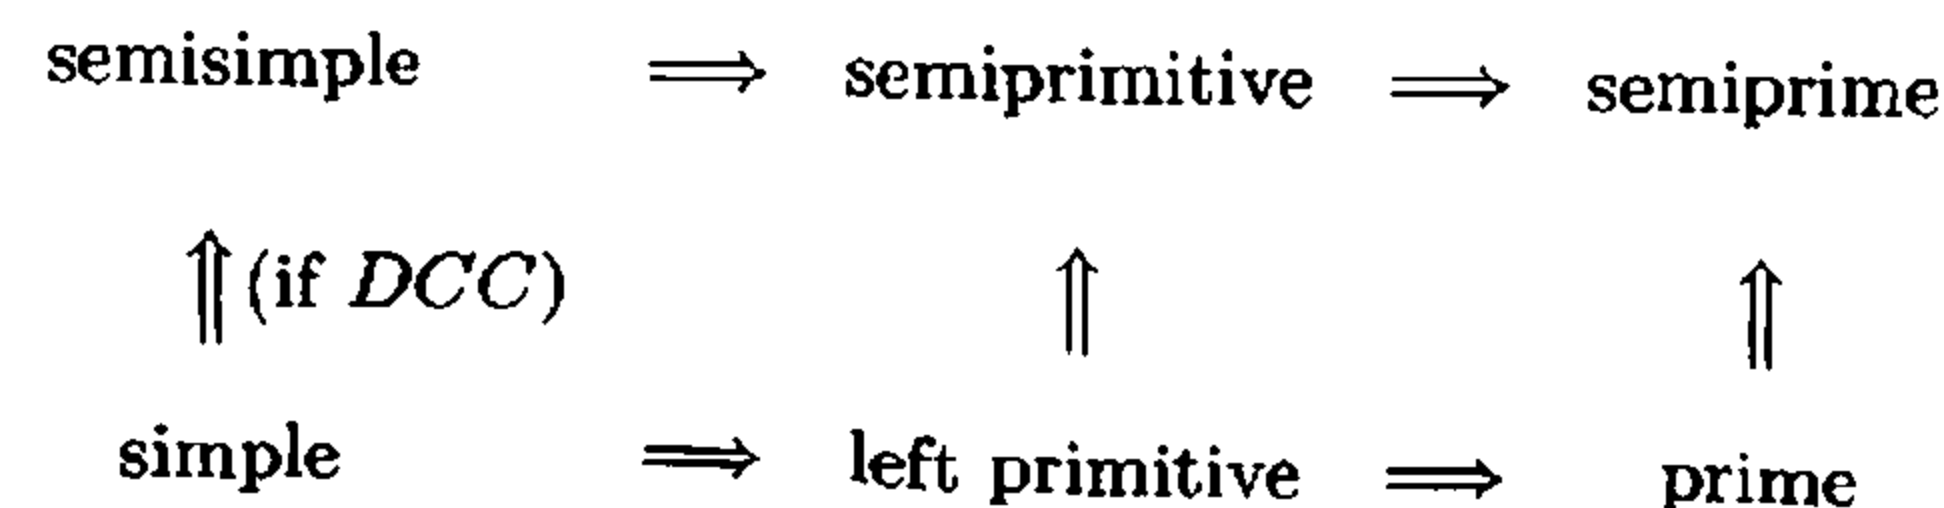 semisimple ⟹ semiprimitive ⟹ semiprime
⇑ (if DCC) ⇑ ⇑
simple ⟹ left primitive ⟹ prime